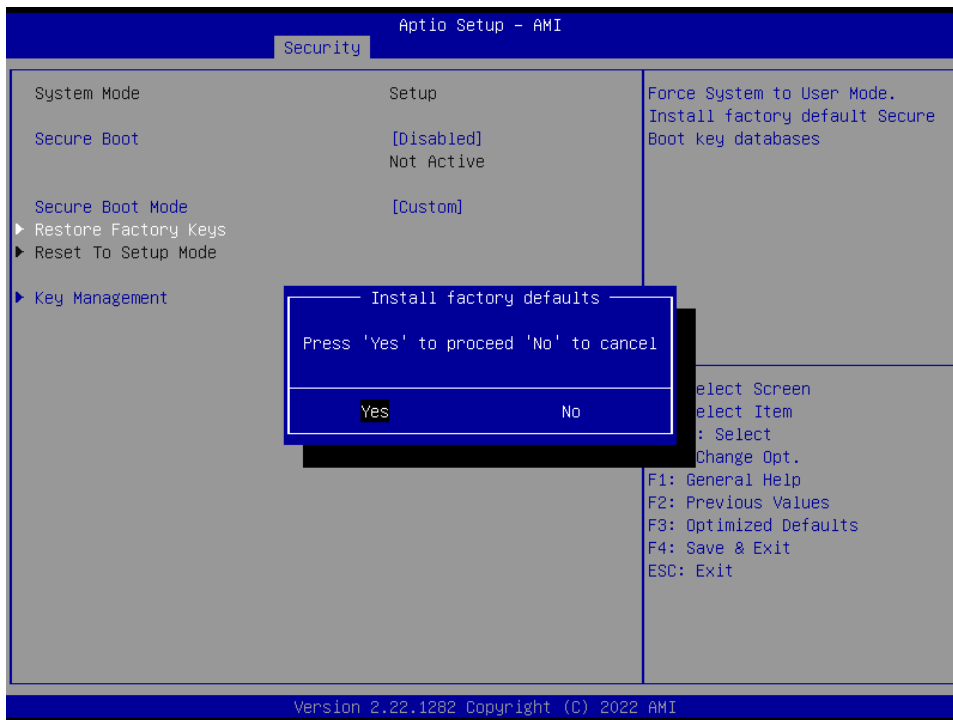 Aptio Setup – AMI
Security
System Mode Setup
Secure Boot [Disabled]
Not Active
Secure Boot Mode [Custom]
Restore Factory Keys
Reset To Setup Mode
Key Management
Force System to User Mode.
Install factory default Secure
Boot key databases
Install factory defaults
Press 'Yes' to proceed 'No' to cancel
Yes No
elect Screen
elect Item
: Select
Change Opt.
F1: General Help
F2: Previous Values
F3: Optimized Defaults
F4: Save & Exit
ESC: Exit
Version 2.22.1282 Copyright (C) 2022 AMI